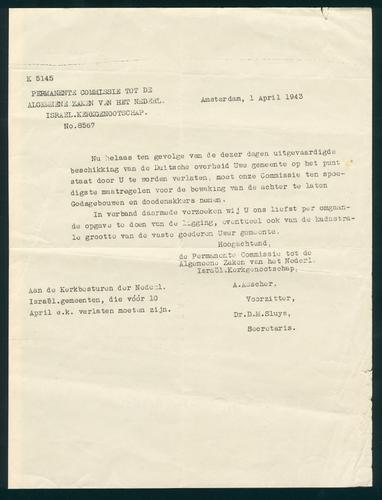 K 5145
PERMANENTE COMMISSIE TOT DE
ALGEMEENE ZAKEN VAN HET NEDERL.
ISRAËL.KERKGENOOTSCHAP.
No.8567
Amsterdam, 1 April 1943
Nu helaas ten gevolge van de dezer dagen uitgevaardigde
beschikking van de Duitsche overheid Uwe gemeente op het punt
staat door U te worden verlaten, moet onze Commissie ten spoe-
digste maatregelen voor de bewaking van de achter te laten
Godsgebouwen en doodenakkers nemen.
In verband daarmede verzoeken wij U ons liefst per omgaan-
de opgave te doen van de ligging, eventueel ook van de kadastra-
le grootte van de vaste goederen Uwer gemeente.
Hoogachtend,
de Permanente Commissie tot de
Algemeene Zaken van het Nederl.
Israël.Kerkgenootschap,
Aan de Kerkbesturen der Nederl.
Israël.gemeenten, die vóór 10
April e.k. verlaten moeten zijn.
A.Asscher,
Voorzitter,
Dr.D.M.Sluys,
Secretaris.